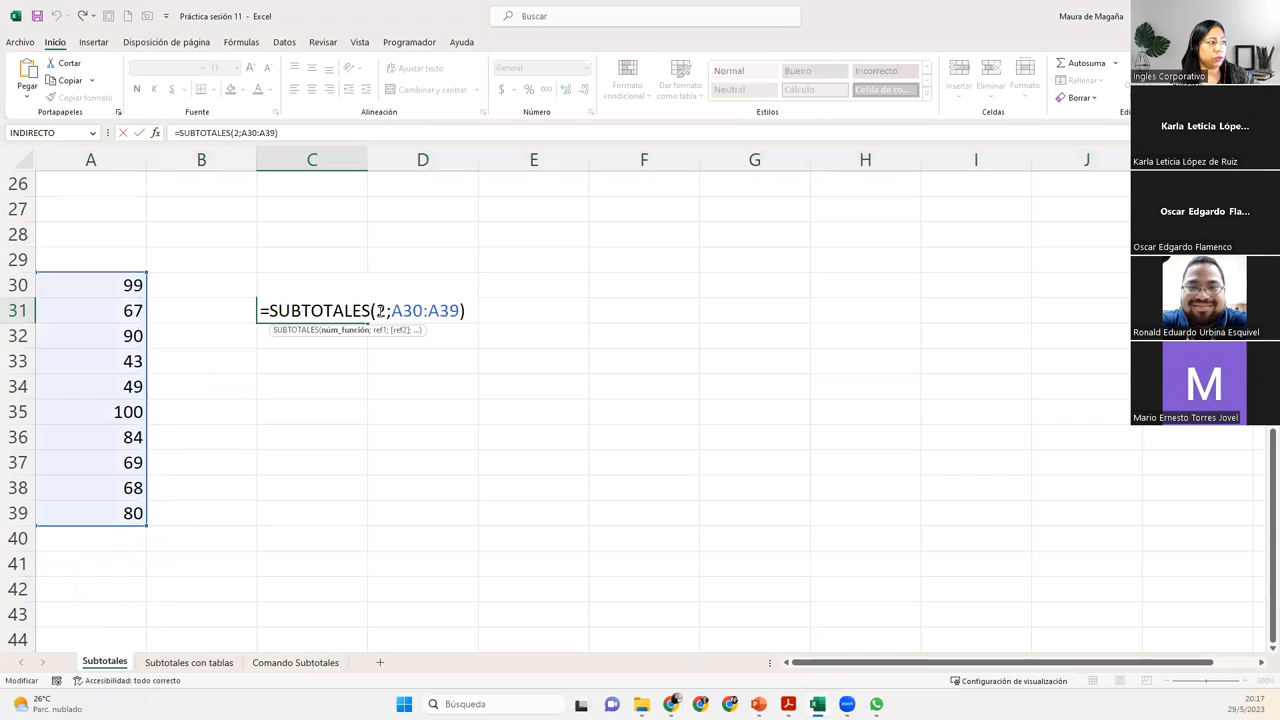 Práctica sesión 11 - Excel
Buscar
Maura de Magaña
Archivo Inicio Insertar Disposición de página Fórmulas Datos Revisar Vista Programador Ayuda
Pegar
Cortar
Copiar
Copiar formato
Portapapeles
11
Fuente
Ajustar texto
Combinar y centrar
Alineación
General
Número
Formato condicional
Dar formato como tabla
Normal Bueno Incorrecto
Neutral Cálculo Celda de co...
Estilos
Insertar Eliminar Formato
Celdas
Autosuma
Rellenar
Borrar
INDIRECTO
=SUBTOTALES(2;A30:A39)
A B C D E F G H I J
26
27
28
29
30 99
31 67 =SUBTOTALES(2;A30:A39)
SUBTOTALES(núm_función; ref1; [ref2]; ...)
32 90
33 43
34 49
35 100
36 84
37 69
38 68
39 80
40
41
42
43
44
Subtotales Subtotales con tablas Comando Subtotales
Modificar
Accesibilidad: todo correcto
Configuración de visualización
200%
26°C
Parc. nublado
Búsqueda
20:17
29/5/2023
Ingles Corporativo
Karla Leticia Lópe...
Karla Leticia López de Ruiz
Oscar Edgardo Fla...
Oscar Edgardo Flamenco
Ronald Eduardo Urbina Esquivel
M
Mario Ernesto Torres Jovel